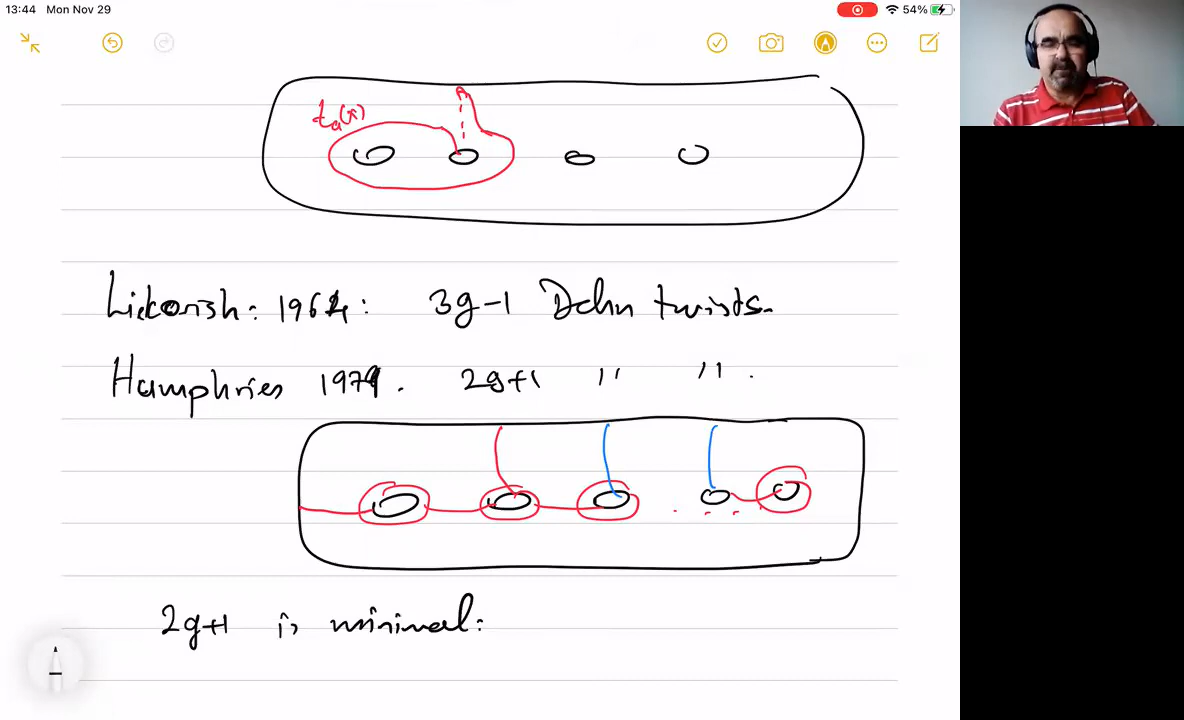 13:44 Mon Nov 29 54%
ta(x)
Lickorish: 1964: 3g-1 Dehn twists.
Humphries 1979. 2g+1 " " .
2g+1 is minimal: